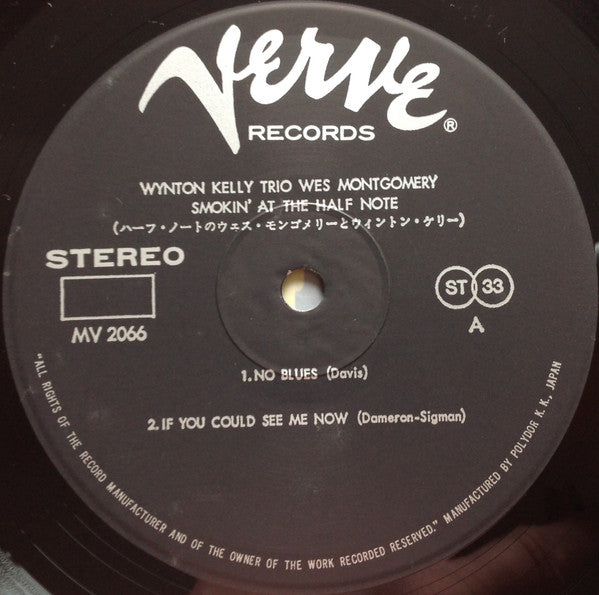 Verve
RECORDS ®
WYNTON KELLY TRIO WES MONTGOMERY
SMOKIN' AT THE HALF NOTE
(ハーフ・ノートのウェス・モンゴメリーとウィントン・ケリー)
STEREO
MV 2066
ST 33
A
1. NO BLUES (Davis)
2. IF YOU COULD SEE ME NOW (Dameron-Sigman)
"ALL RIGHTS OF THE RECORD MANUFACTURER AND OF THE OWNER OF THE WORK RECORDED RESERVED." MANUFACTURED BY POLYDOR K. K., JAPAN